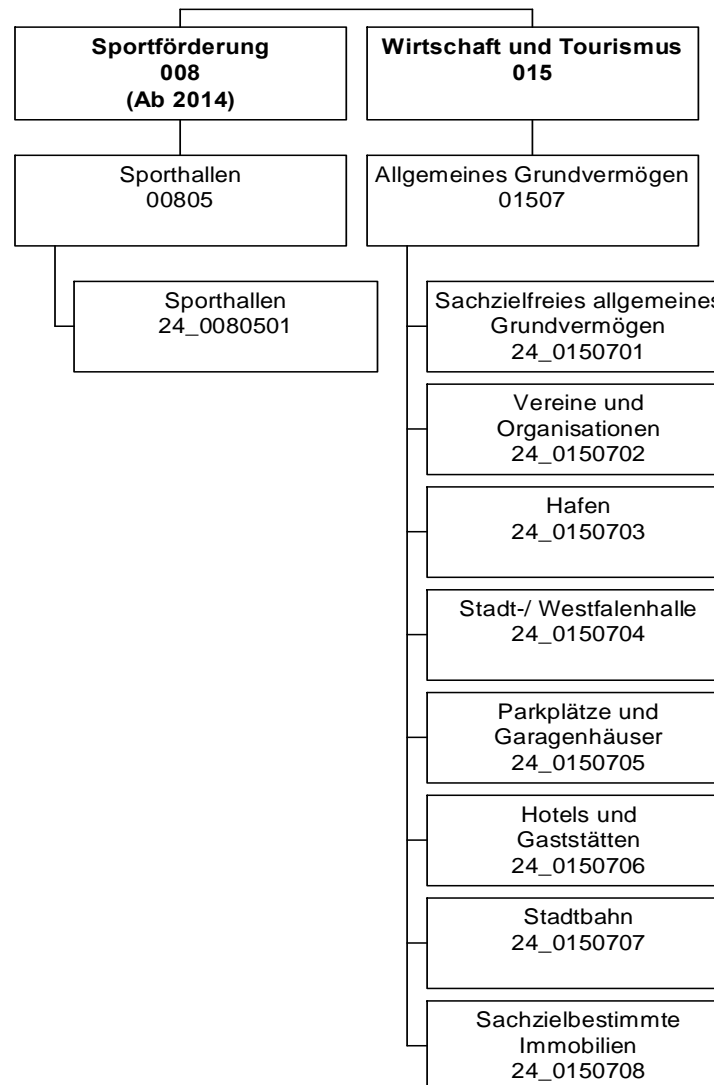 Sportförderung
008
(Ab 2014)
Wirtschaft und Tourismus
015
Sporthallen
00805
Allgemeines Grundvermögen
01507
Sporthallen
24_0080501
Sachzielfreies allgemeines
Grundvermögen
24_0150701
Vereine und
Organisationen
24_0150702
Hafen
24_0150703
Stadt-/ Westfalenhalle
24_0150704
Parkplätze und
Garagenhäuser
24_0150705
Hotels und
Gaststätten
24_0150706
Stadtbahn
24_0150707
Sachzielbestimmte
Immobilien
24_0150708